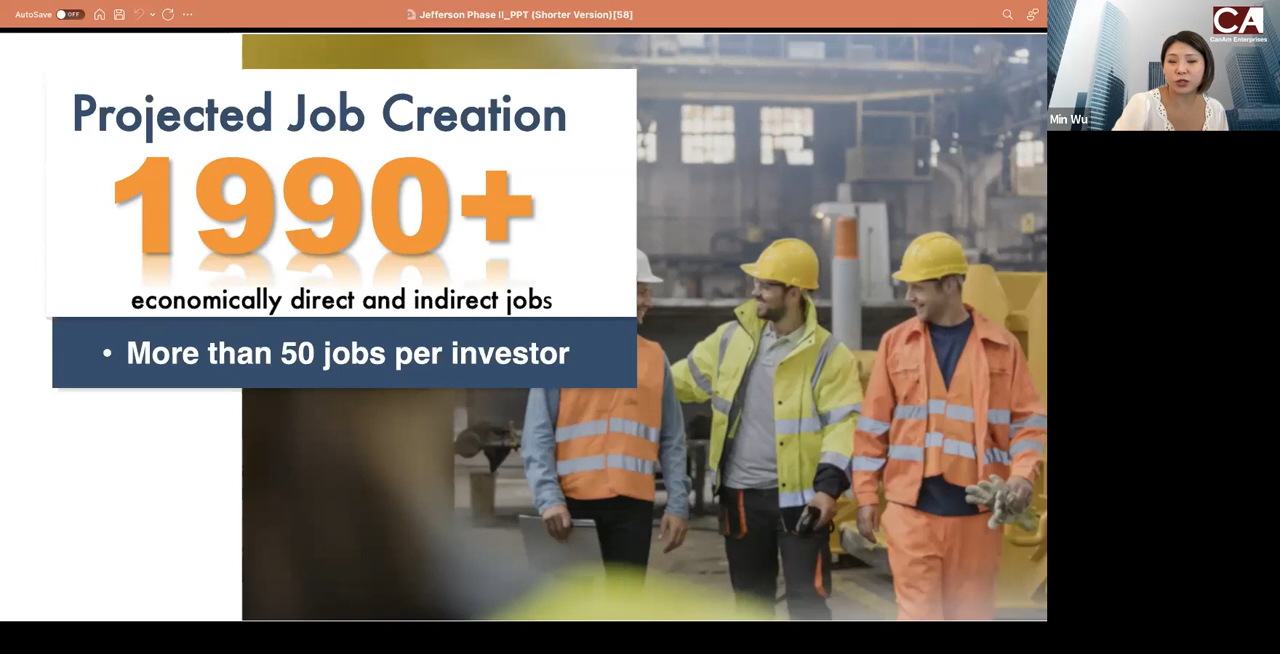 AutoSave OFF
Jefferson Phase II_PPT (Shorter Version)[58]
Projected Job Creation
1990+
economically direct and indirect jobs
• More than 50 jobs per investor
CA
CanAm Enterprises
Min Wu